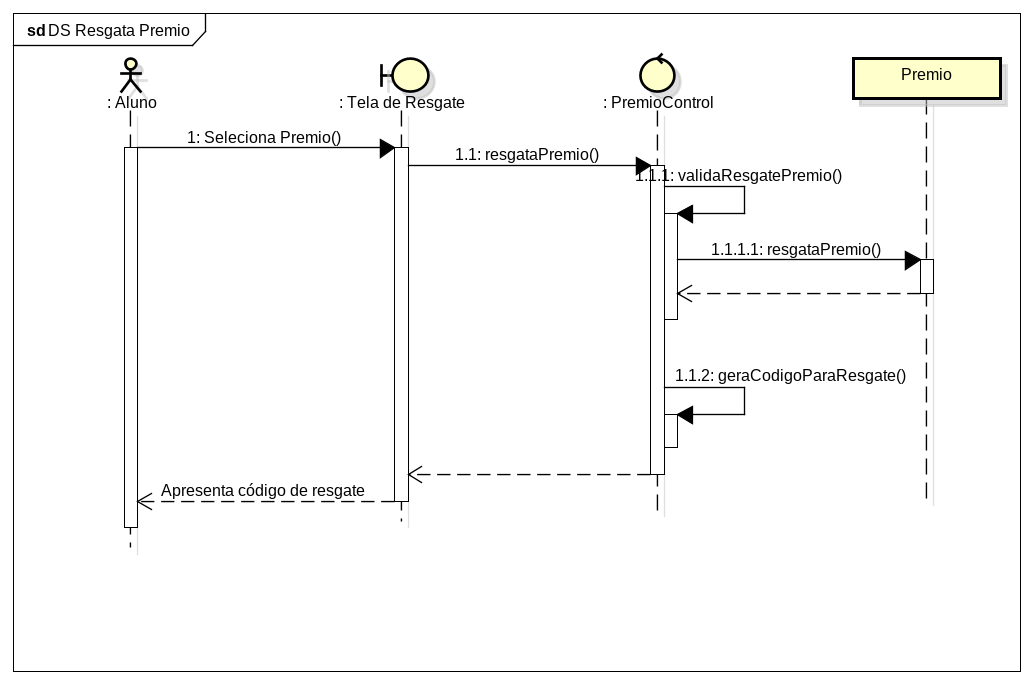 sd DS Resgata Premio
: Aluno
: Tela de Resgate
: PremioControl
Premio
1: Seleciona Premio()
1.1: resgataPremio()
1.1.1: validaResgatePremio()
1.1.1.1: resgataPremio()
1.1.2: geraCodigoParaResgate()
Apresenta código de resgate